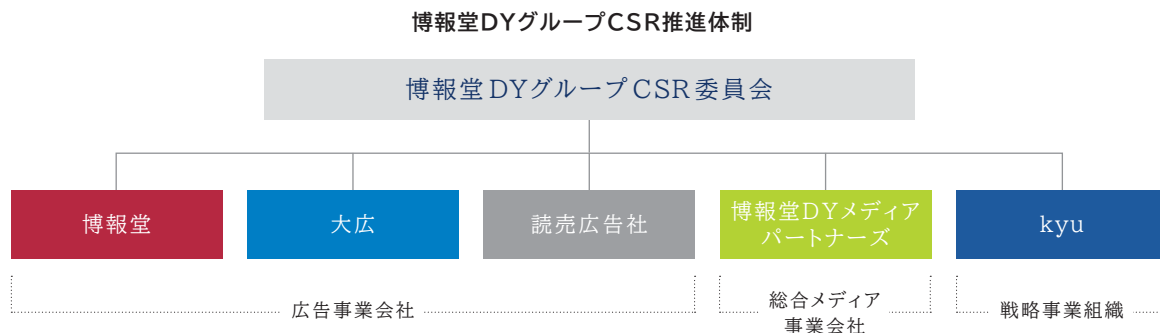 博報堂DYグループCSR推進体制
博報堂DYグループCSR委員会
博報堂
大広
読売広告社
博報堂DYメディア
パートナーズ
kyu
広告事業会社
総合メディア
事業会社
戦略事業組織